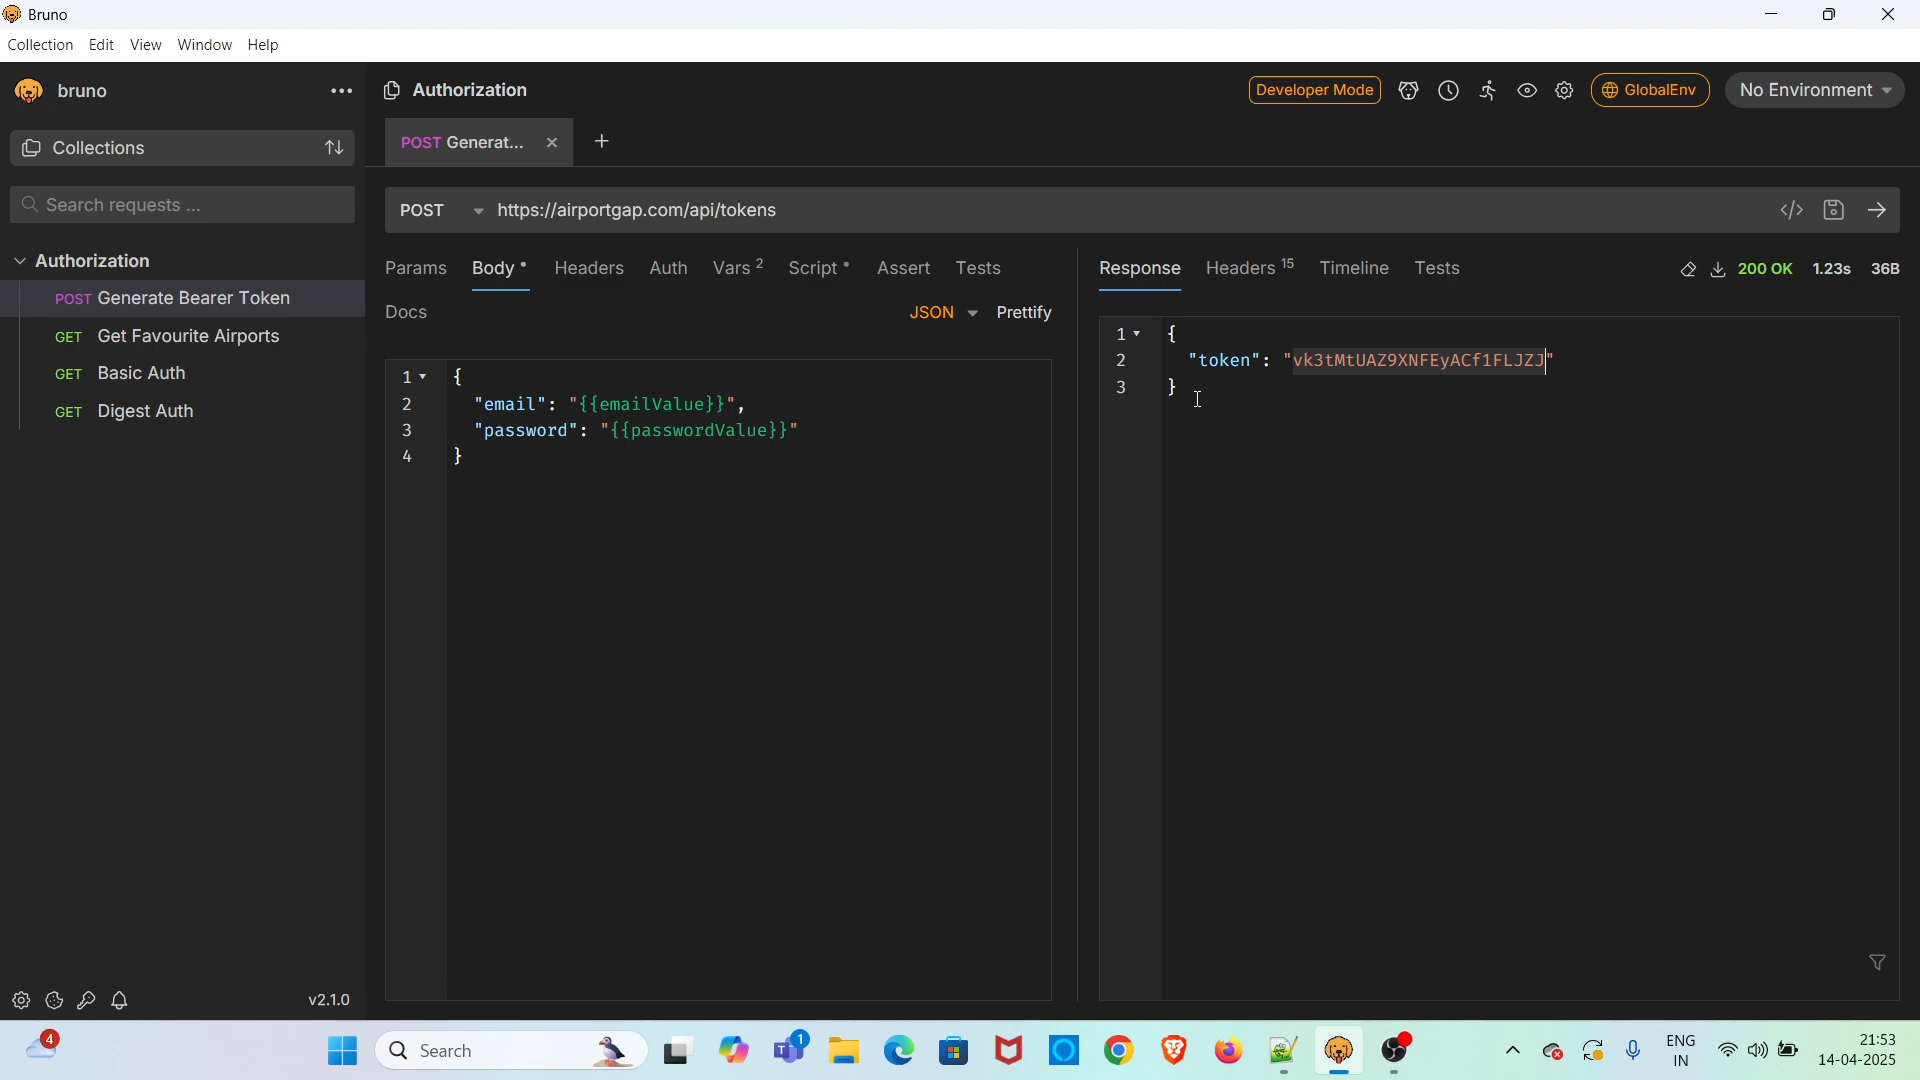 Bruno
Collection Edit View Window Help
bruno
Authorization
Developer Mode
GlobalEnv
No Environment
Collections
POST Generat...
Search requests ...
POST
https://airportgap.com/api/tokens
Authorization
POST Generate Bearer Token
GET Get Favourite Airports
GET Basic Auth
GET Digest Auth
Params Body Headers Auth Vars 2 Script Assert Tests
Docs
JSON
Prettify
1 {
2 "email": "{{emailValue}}",
3 "password": "{{passwordValue}}"
4 }
Response Headers 15 Timeline Tests
200 OK 1.23s 36B
1 {
2 "token": "vk3tMtUAZ9XNFEyACf1FLJZJ"
3 }
v2.1.0
4
Search
1
ENG
IN
21:53
14-04-2025